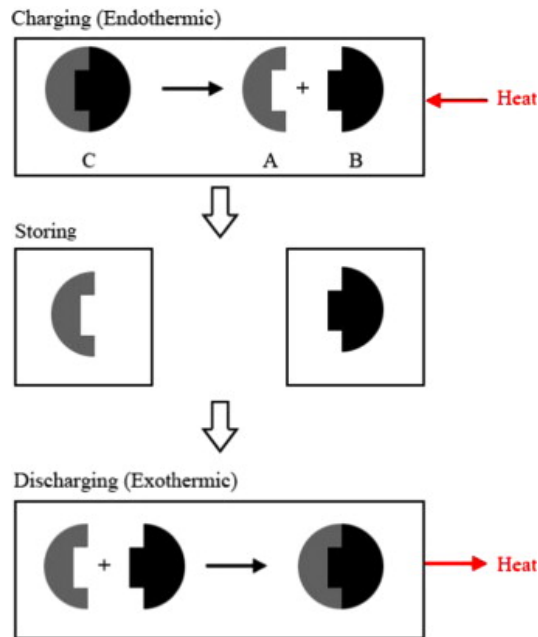 Charging (Endothermic)
+
Heat
C A B
Storing
Discharging (Exothermic)
+
Heat